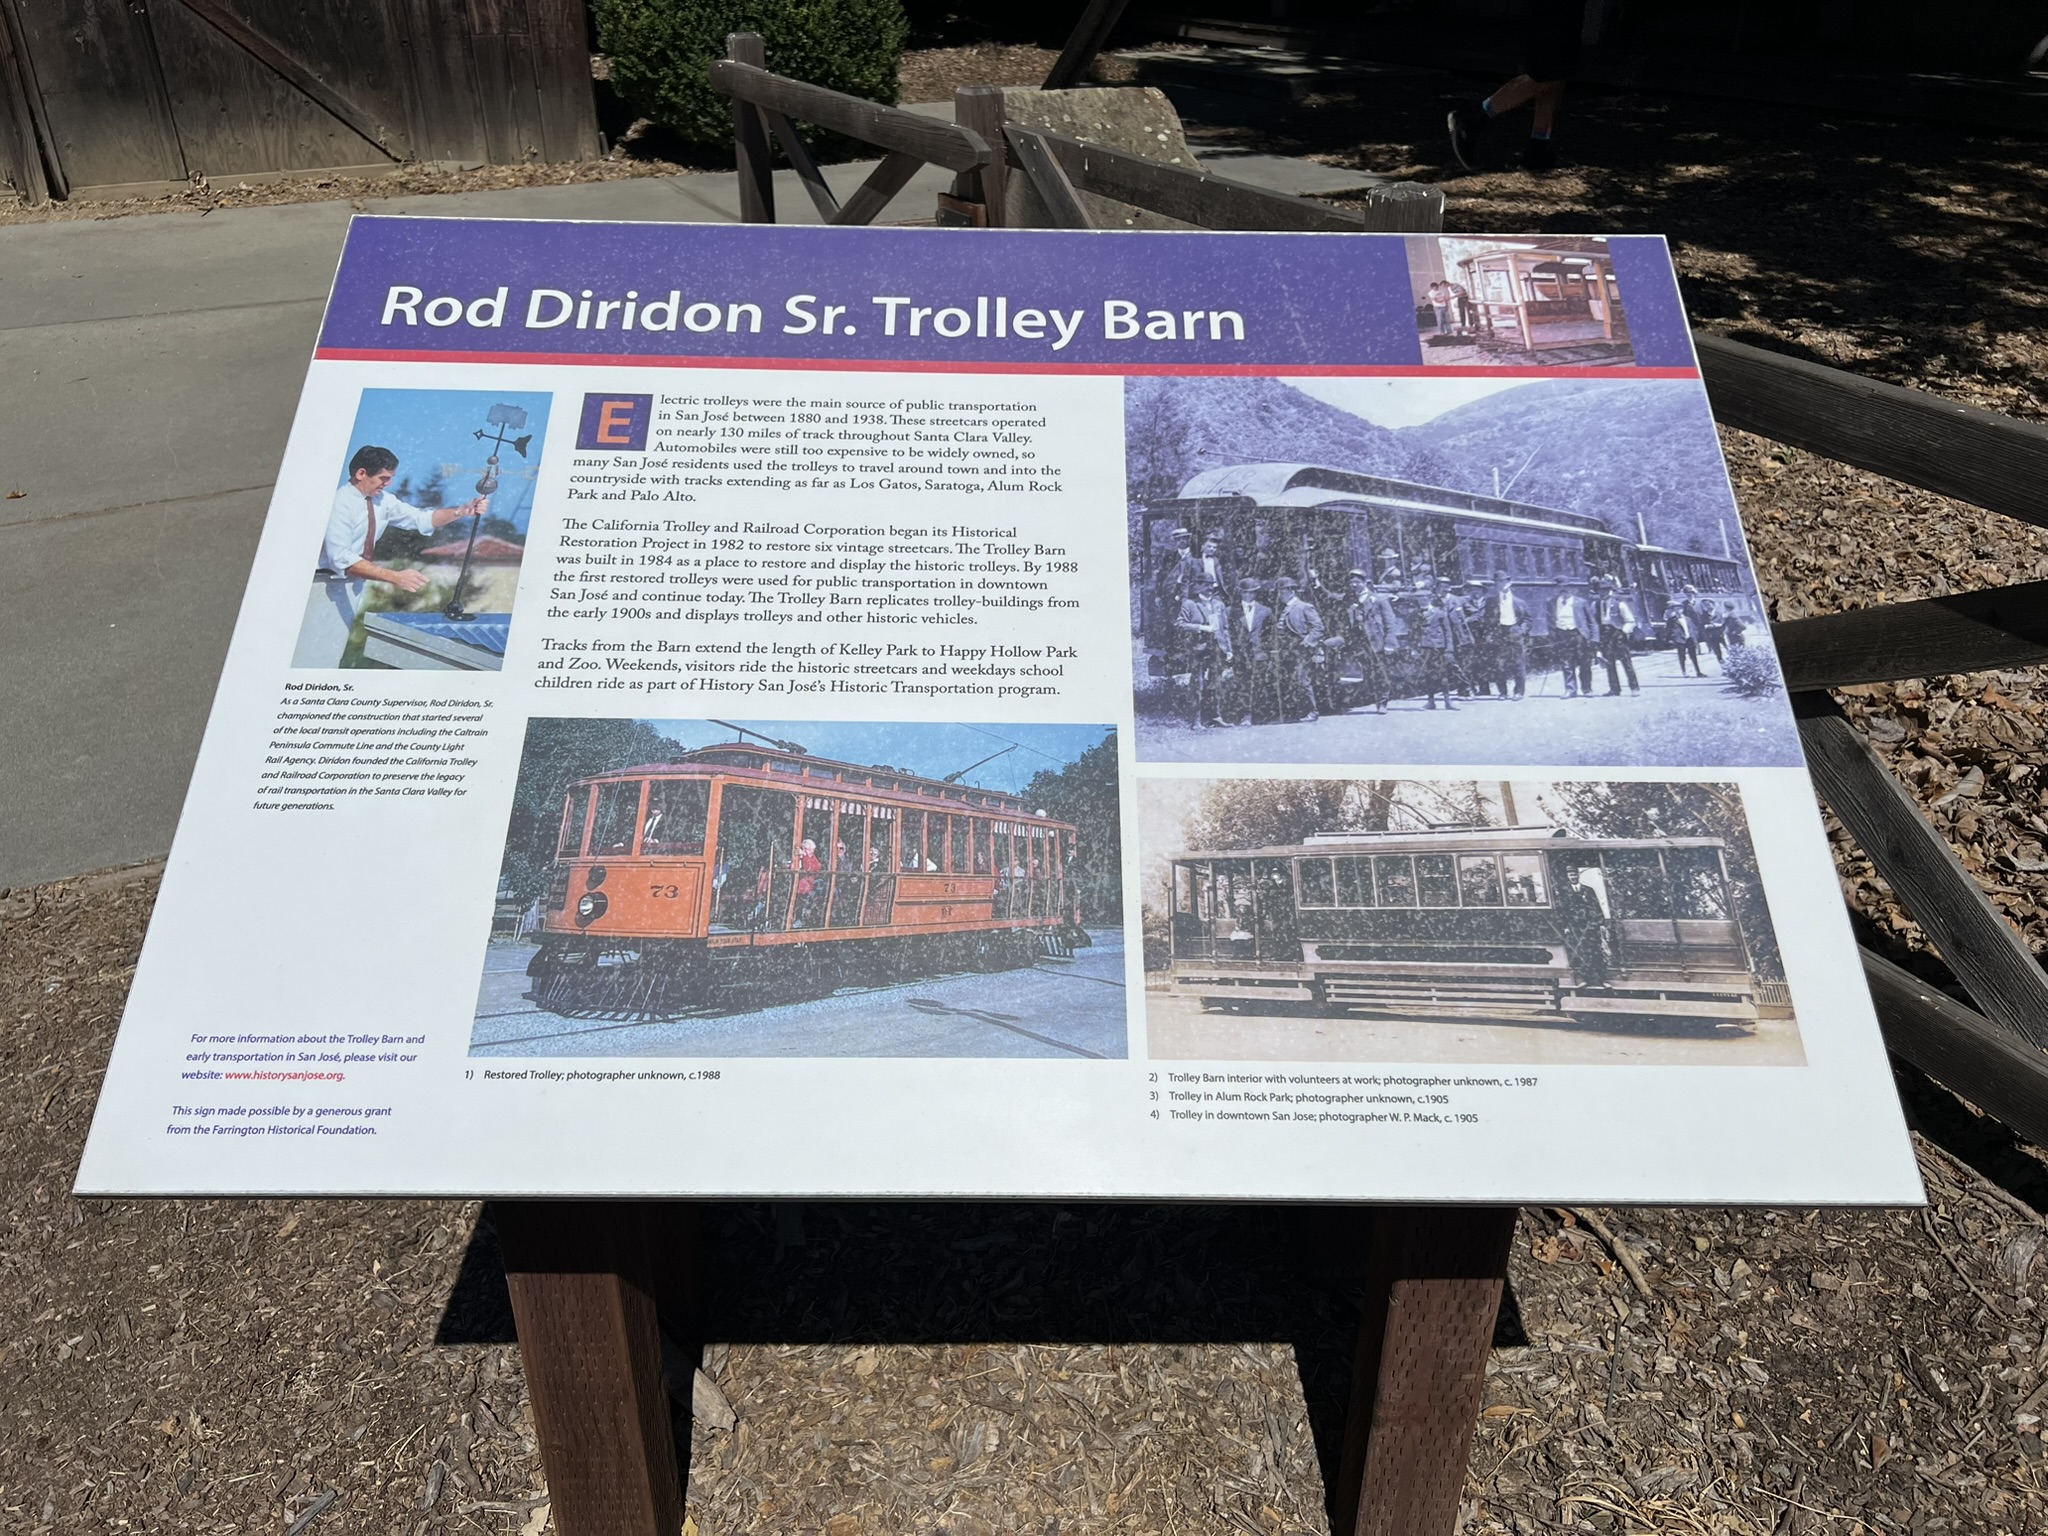 Rod Diridon Sr. Trolley Barn
Electric trolleys were the main source of public transportation
in San José between 1880 and 1938. These streetcars operated
on nearly 130 miles of track throughout Santa Clara Valley.
Automobiles were still too expensive to be widely owned, so
many San José residents used the trolleys to travel around town and into the
countryside with tracks extending as far as Los Gatos, Saratoga, Alum Rock
Park and Palo Alto.
The California Trolley and Railroad Corporation began its Historical
Restoration Project in 1982 to restore six vintage streetcars. The Trolley Barn
was built in 1984 as a place to restore and display the historic trolleys. By 1988
the first restored trolleys were used for public transportation in downtown
San José and continue today. The Trolley Barn replicates trolley-buildings from
the early 1900s and displays trolleys and other historic vehicles.
Tracks from the Barn extend the length of Kelley Park to Happy Hollow Park
and Zoo. Weekends, visitors ride the historic streetcars and weekdays school
children ride as part of History San José's Historic Transportation program.
Rod Diridon, Sr.
As a Santa Clara County Supervisor, Rod Diridon, Sr.
championed the construction that started several
of the local transit operations including the Caltrain
Peninsula Commute Line and the County Light
Rail Agency. Diridon founded the California Trolley
and Railroad Corporation to preserve the legacy
of rail transportation in the Santa Clara Valley for
future generations.
73
73
For more information about the Trolley Barn and
early transportation in San José, please visit our
website: www.historysanjose.org.
This sign made possible by a generous grant
from the Farrington Historical Foundation.
1) Restored Trolley; photographer unknown, c.1988
2) Trolley Barn interior with volunteers at work; photographer unknown, c. 1987
3) Trolley in Alum Rock Park; photographer unknown, c.1905
4) Trolley in downtown San Jose; photographer W. P. Mack, c. 1905